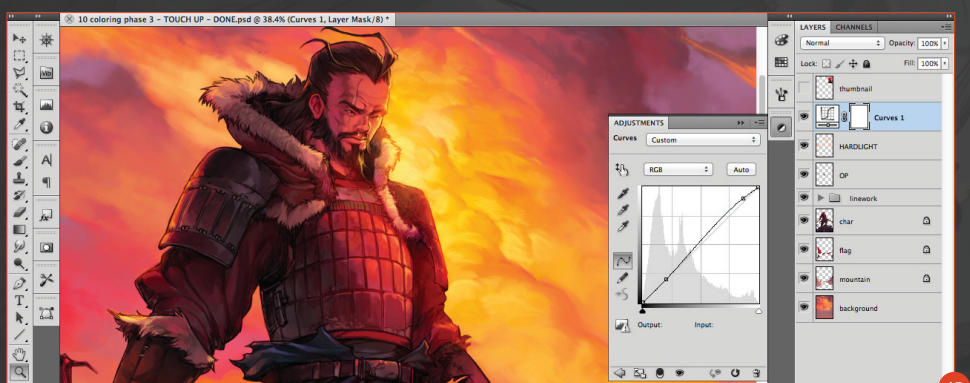 10 coloring phase 3 - TOUCH UP - DONE.psd @ 38.4% (Curves 1, Layer Mask/8) *
LAYERS CHANNELS
Normal Opacity: 100%
Lock: Fill: 100%
thumbnail
Curves 1
HARDLIGHT
OP
linework
char
flag
mountain
background
ADJUSTMENTS
Curves Custom
RGB Auto
Output: Input: